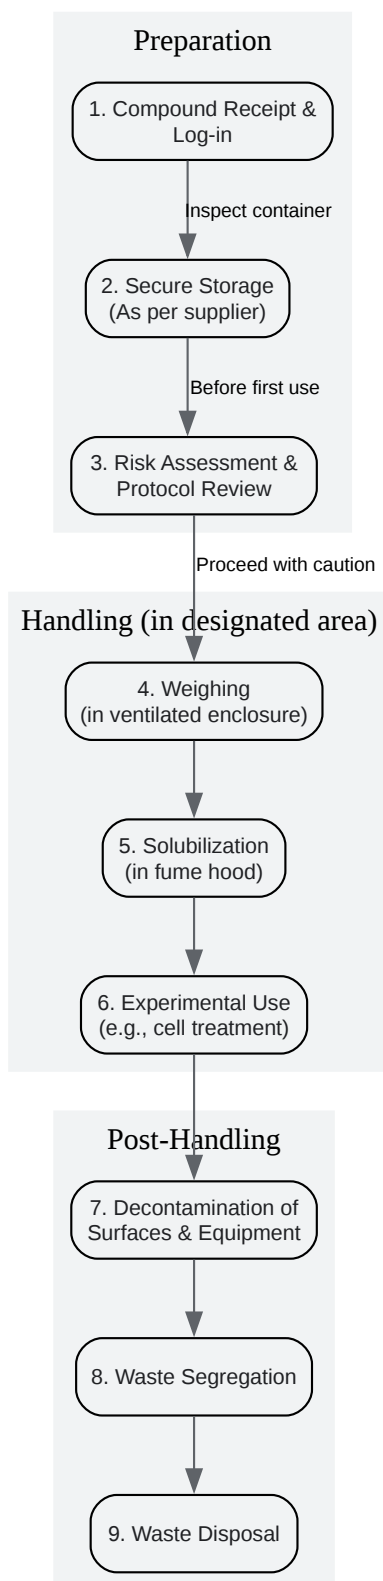 Preparation
1. Compound Receipt &
Log-in
Inspect container
2. Secure Storage
(As per supplier)
Before first use
3. Risk Assessment &
Protocol Review
Proceed with caution
Handling (in designated area)
4. Weighing
(in ventilated enclosure)
5. Solubilization
(in fume hood)
6. Experimental Use
(e.g., cell treatment)
Post-Handling
7. Decontamination of
Surfaces & Equipment
8. Waste Segregation
9. Waste Disposal